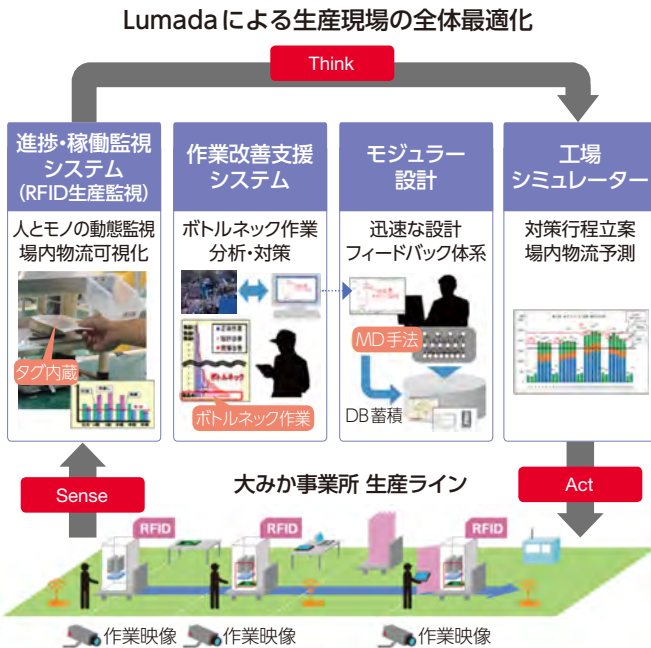 Lumadaによる生産現場の全体最適化
Think
進捗・稼働監視
システム
(RFID生産監視)
人とモノの動態監視
場内物流可視化
タグ内蔵
作業改善支援
システム
ボトルネック作業
分析・対策
ボトルネック
ボトルネック作業
モジュラー
設計
迅速な設計
フィードバック体系
MD手法
DB蓄積
工場
シミュレーター
対策行程立案
場内物流予測
Sense
大みか事業所 生産ライン
Act
RFID
RFID
RFID
作業映像
作業映像
作業映像